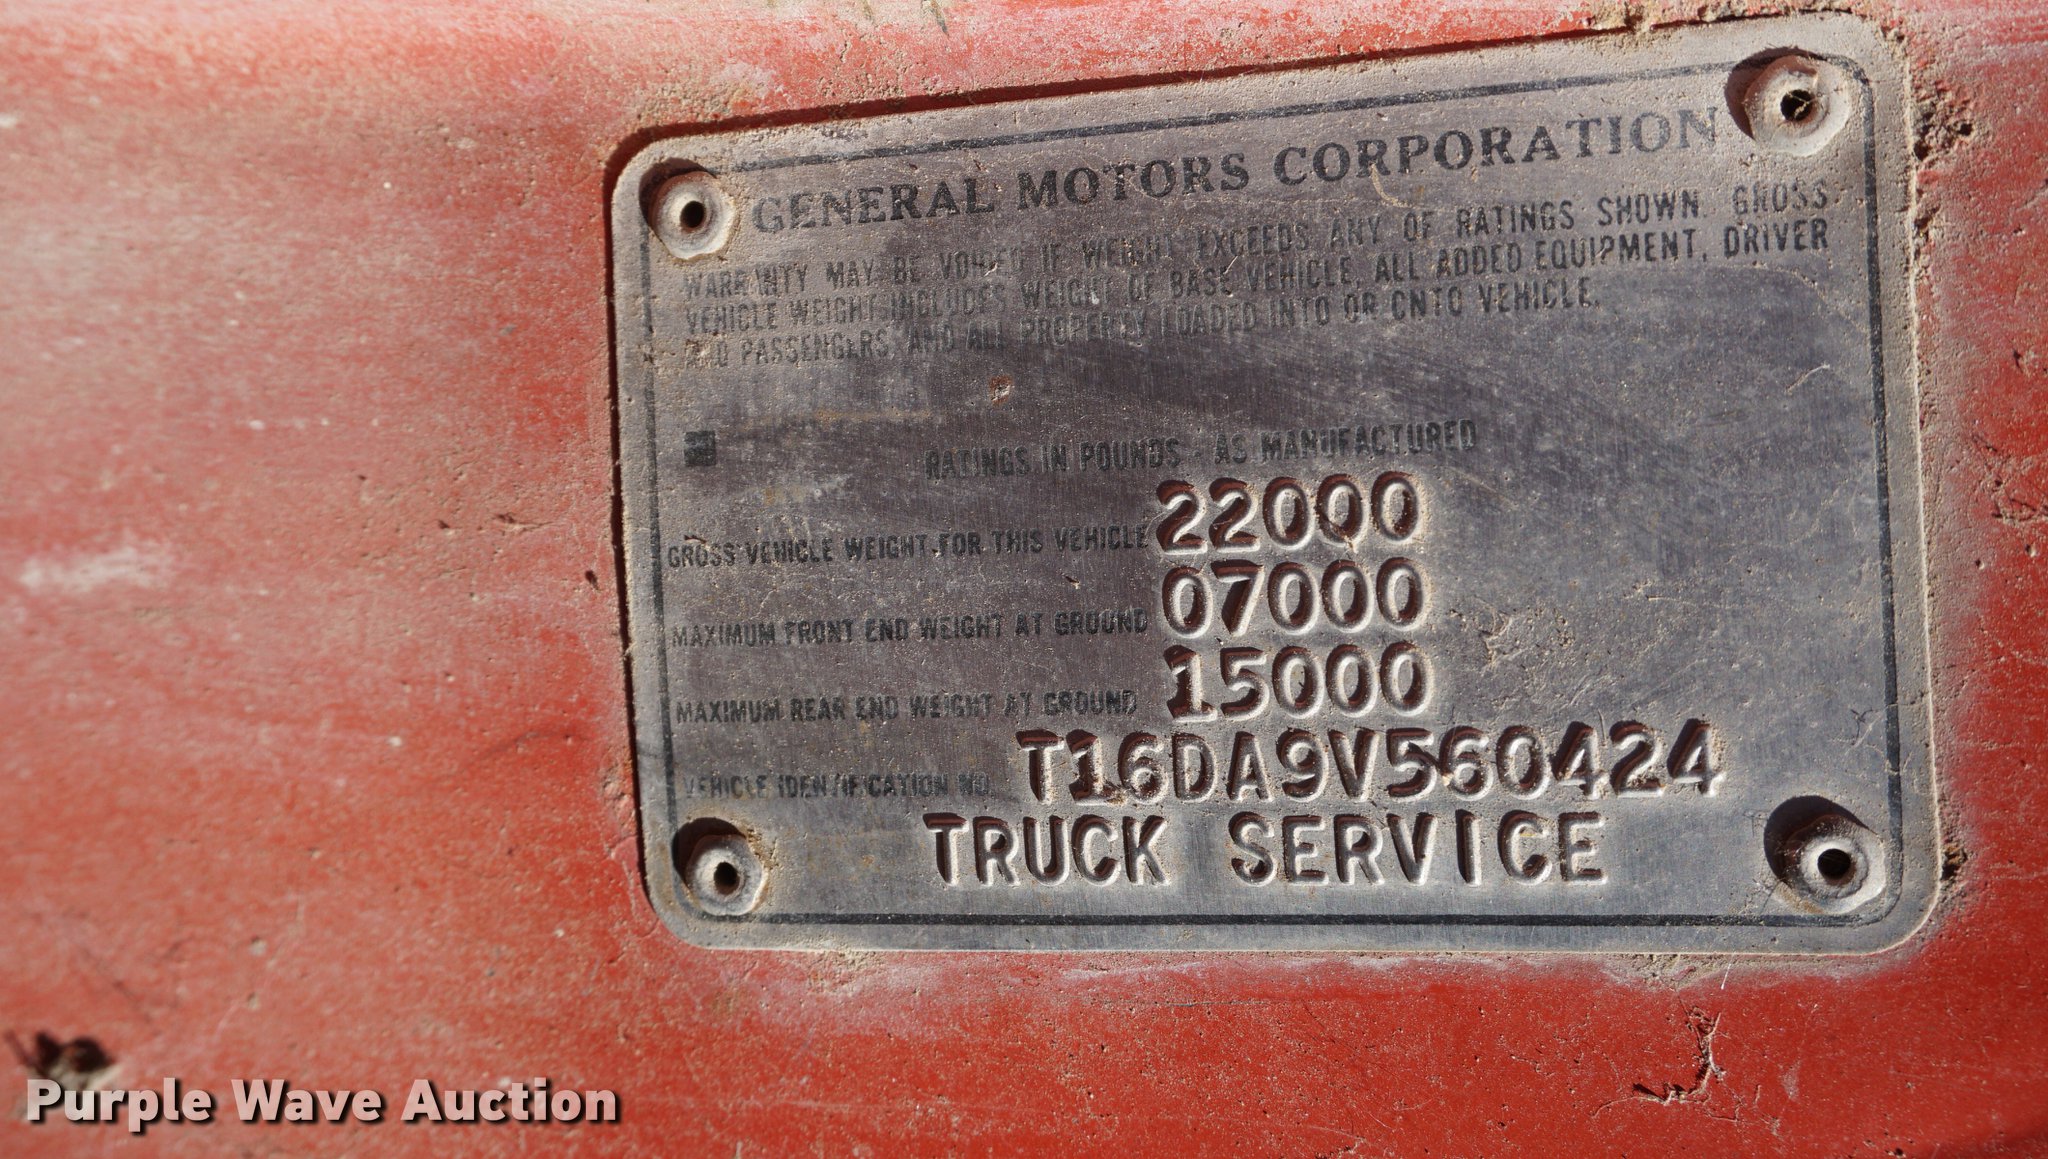 GENERAL MOTORS CORPORATION
WARRANTY MAY BE VOIDED IF WEIGHT EXCEEDS ANY OF RATINGS SHOWN. GROSS
VEHICLE WEIGHT INCLUDES WEIGHT OF BASE VEHICLE, ALL ADDED EQUIPMENT, DRIVER
AND PASSENGERS, AND ALL PROPERTY LOADED INTO OR ONTO VEHICLE.
RATINGS IN POUNDS - AS MANUFACTURED
GROSS VEHICLE WEIGHT FOR THIS VEHICLE 22000
MAXIMUM FRONT END WEIGHT AT GROUND 07000
MAXIMUM REAR END WEIGHT AT GROUND 15000
VEHICLE IDENTIFICATION NO. T16DA9V560424
TRUCK SERVICE
Purple Wave Auction